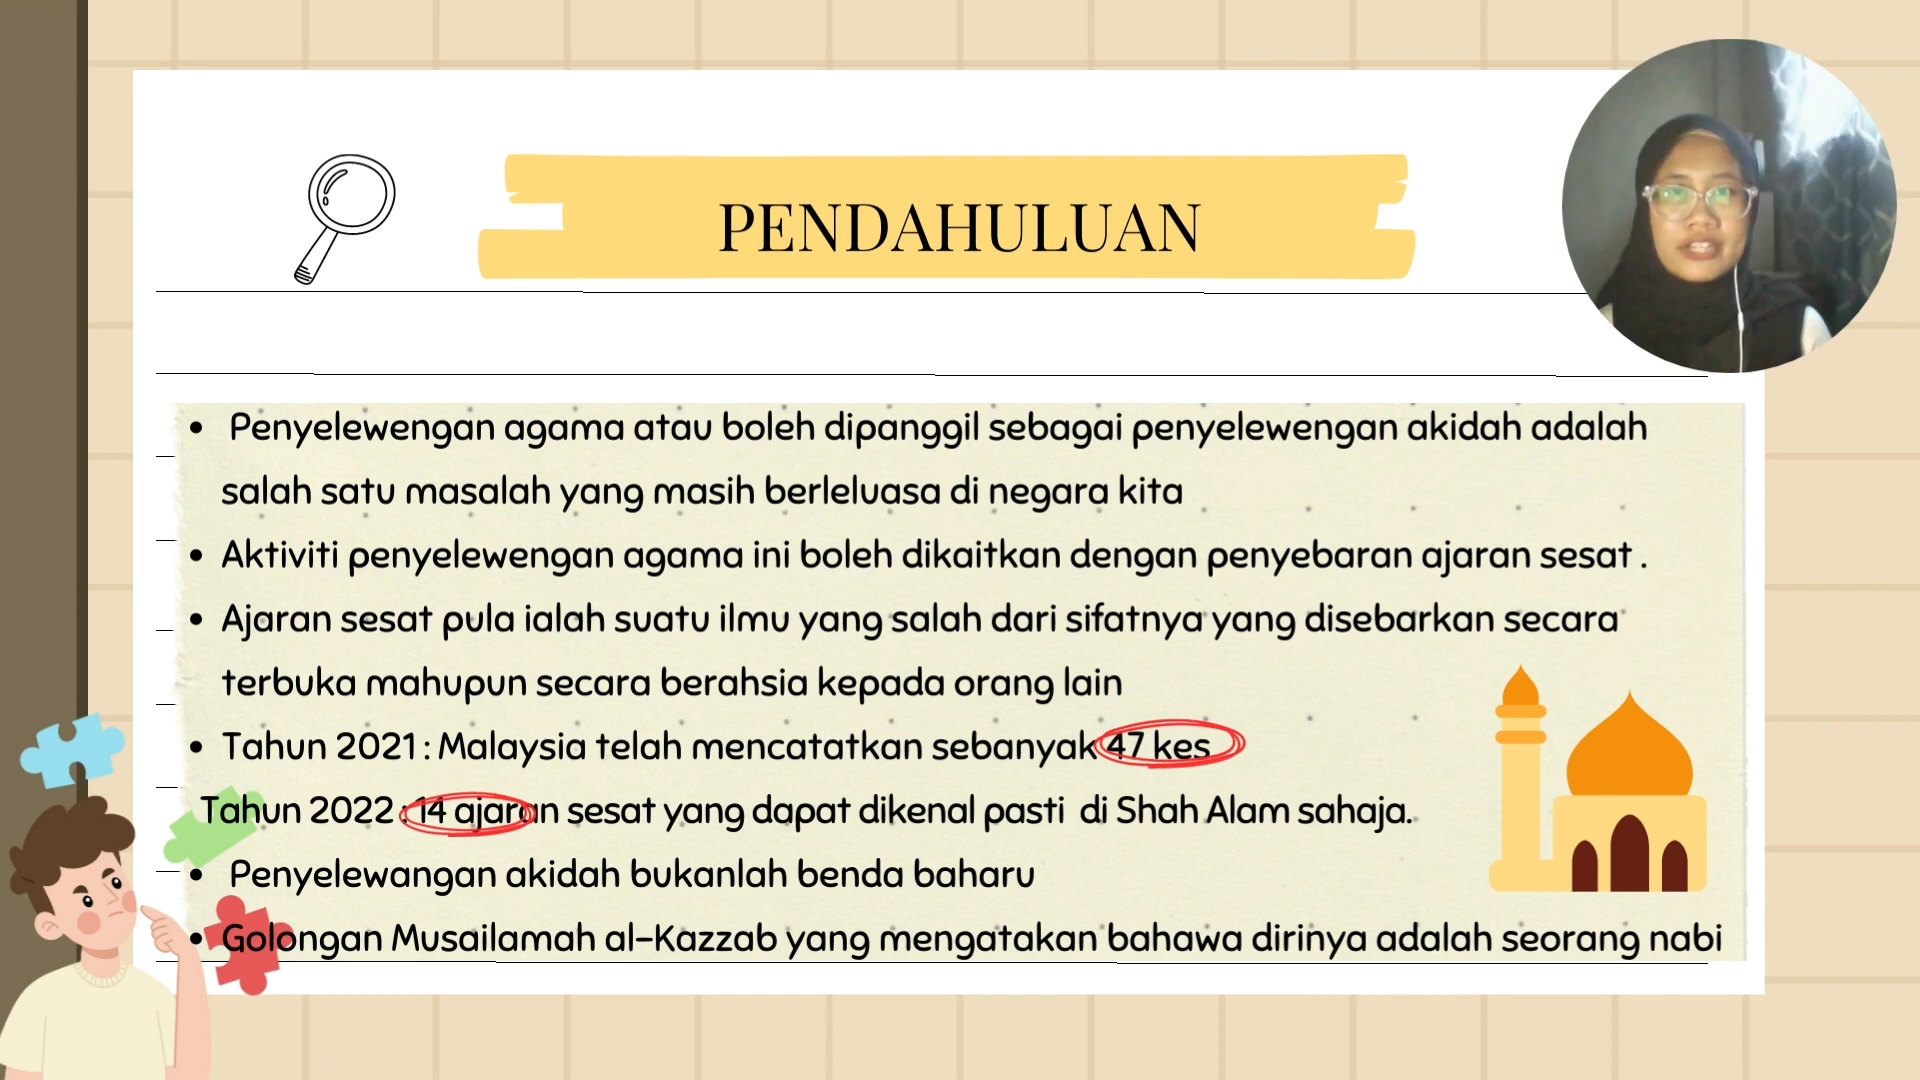 PENDAHULUAN
• Penyelewengan agama atau boleh dipanggil sebagai penyelewengan akidah adalah
salah satu masalah yang masih berleluasa di negara kita
• Aktiviti penyelewengan agama ini boleh dikaitkan dengan penyebaran ajaran sesat .
• Ajaran sesat pula ialah suatu ilmu yang salah dari sifatnya yang disebarkan secara
terbuka mahupun secara berahsia kepada orang lain
• Tahun 2021 : Malaysia telah mencatatkan sebanyak 47 kes
Tahun 2022 : 14 ajaran sesat yang dapat dikenal pasti di Shah Alam sahaja.
• Penyelewangan akidah bukanlah benda baharu
• Golongan Musailamah al-Kazzab yang mengatakan bahawa dirinya adalah seorang nabi